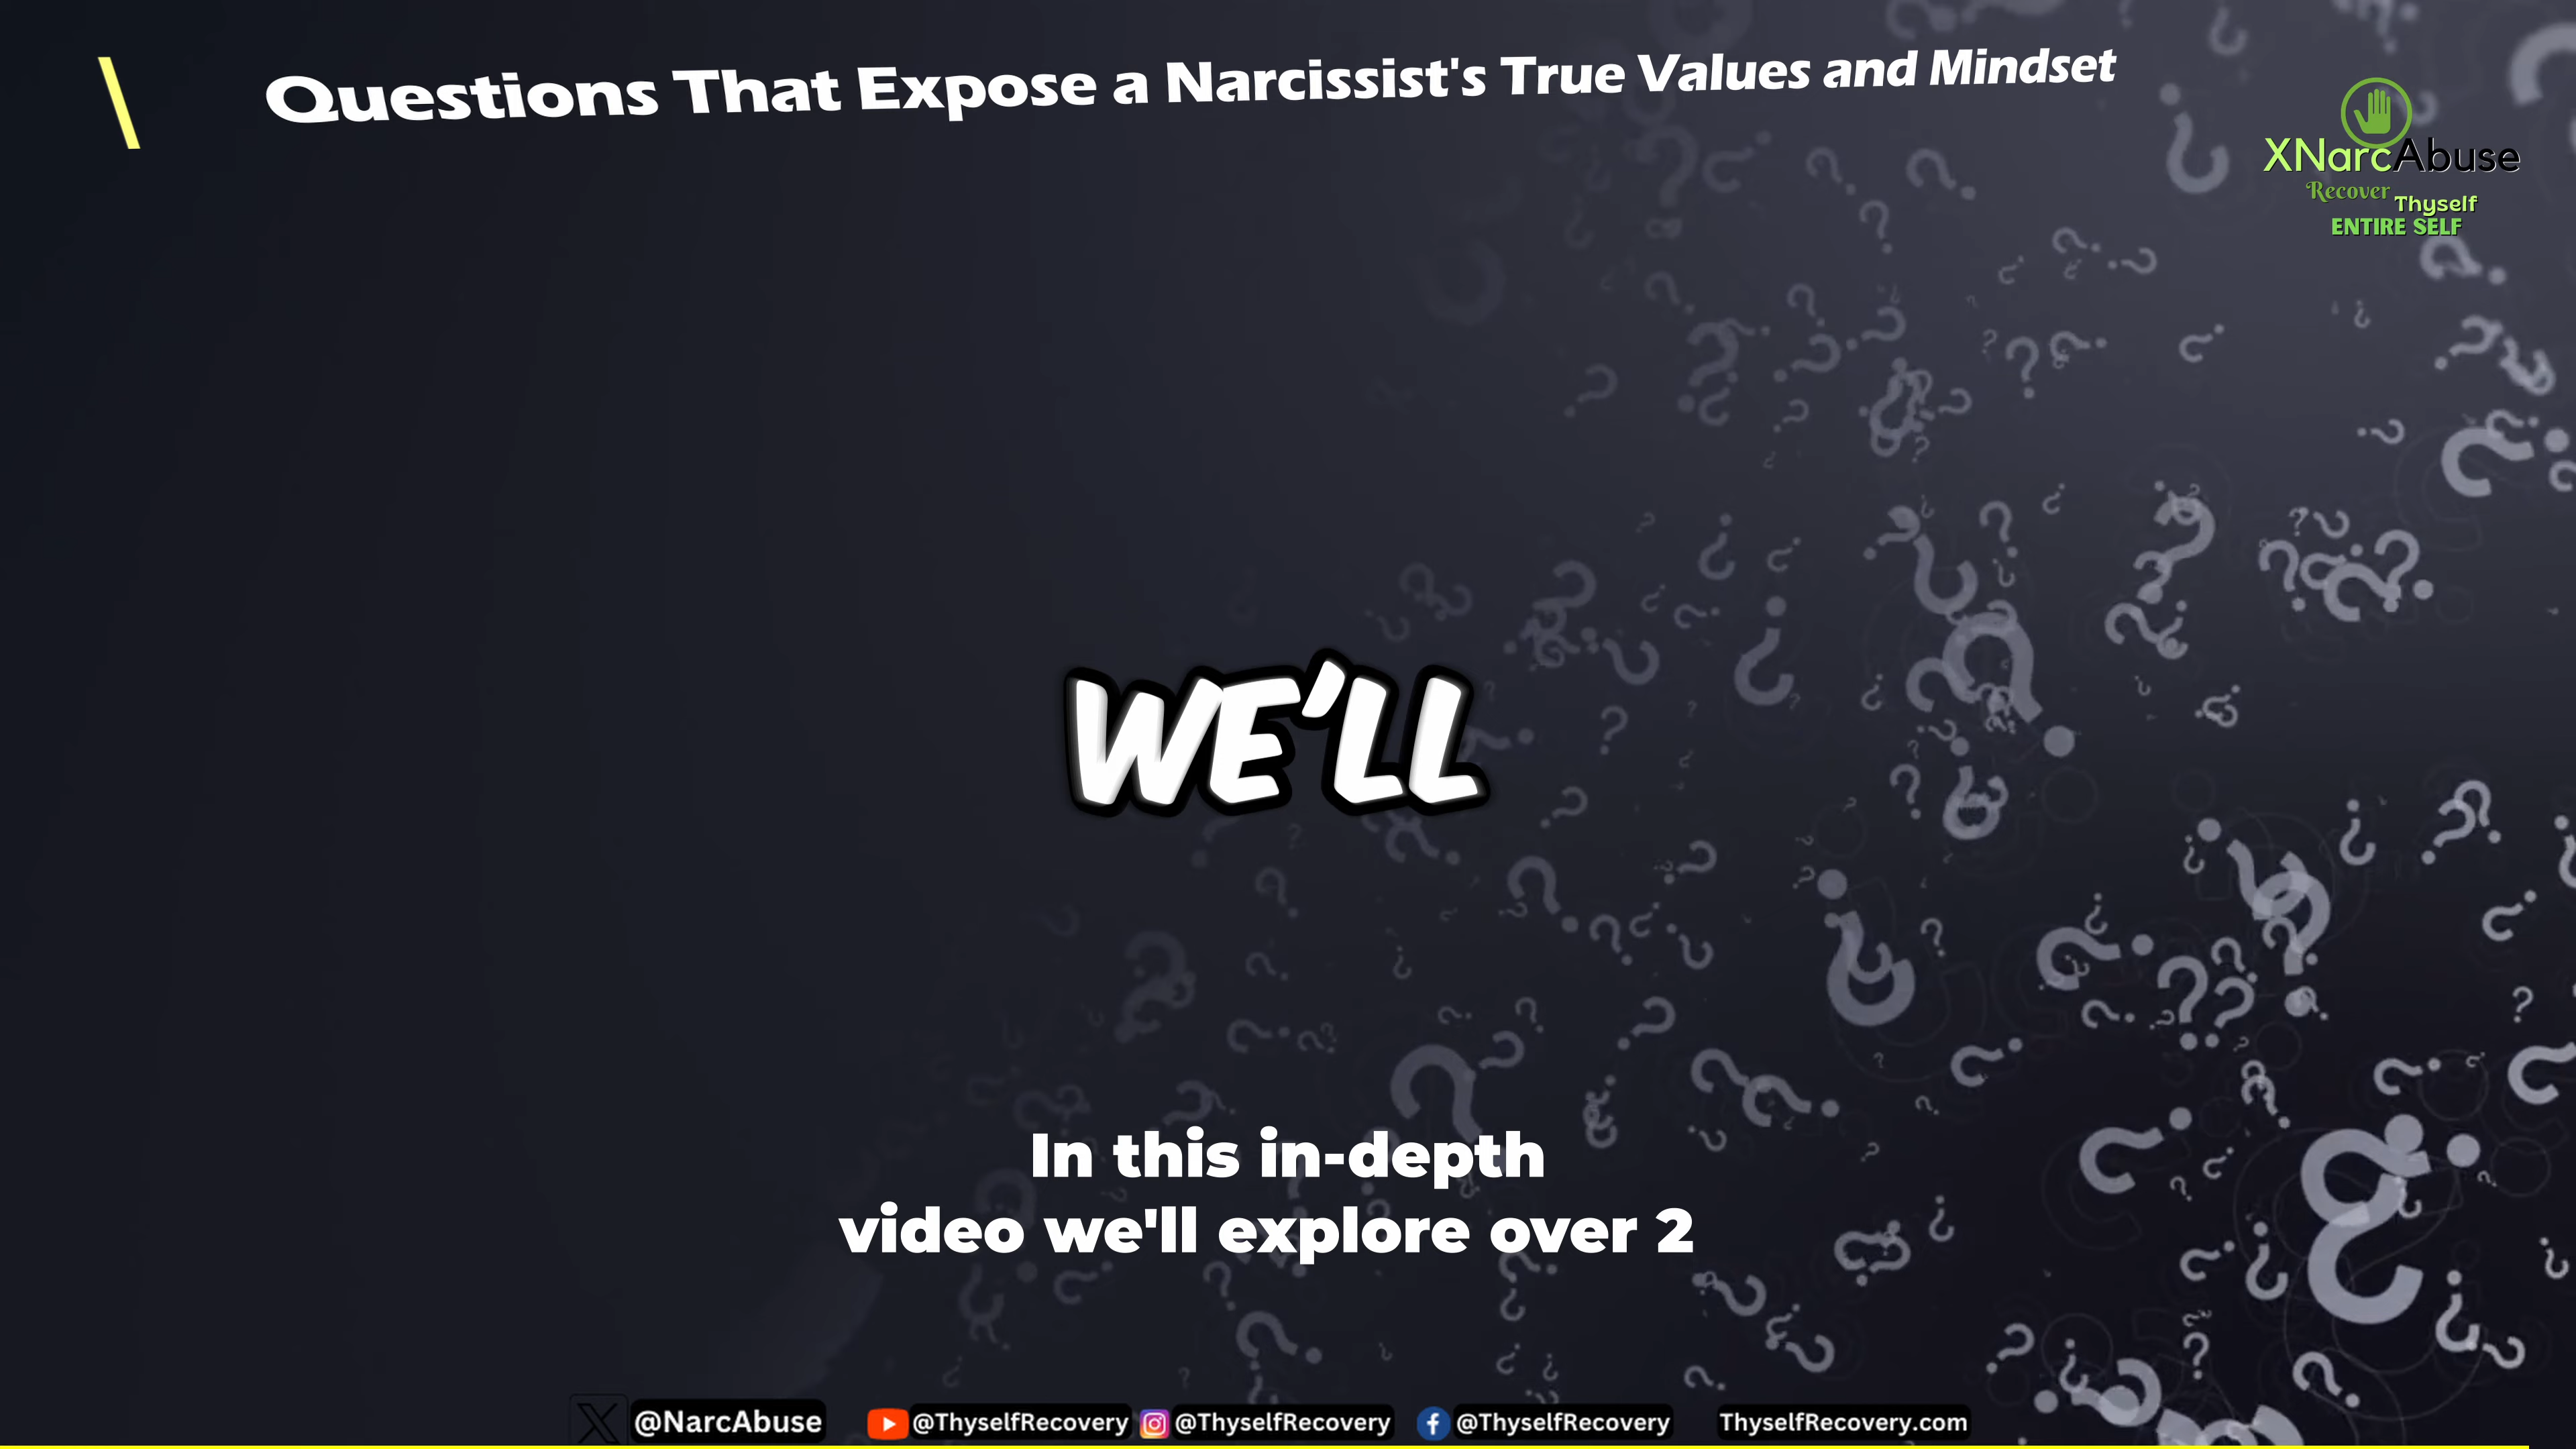 Questions That Expose a Narcissist's True Values and Mindset
XNarcAbuse
Recover Thyself
ENTIRE SELF
WE'LL
In this in-depth
video we'll explore over 2
@NarcAbuse @ThyselfRecovery @ThyselfRecovery @ThyselfRecovery ThyselfRecovery.com